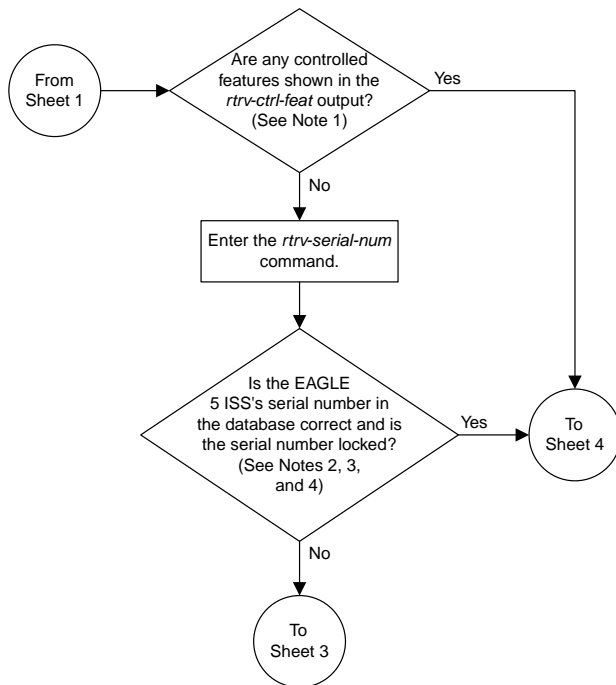 From
Sheet 1
Are any controlled
features shown in the
rtrv-ctrl-feat output?
(See Note 1)
Yes
No
Enter the rtrv-serial-num
command.
Is the EAGLE
5 ISS's serial number in
the database correct and is
the serial number locked?
(See Notes 2, 3,
and 4)
Yes
To
Sheet 4
No
To
Sheet 3